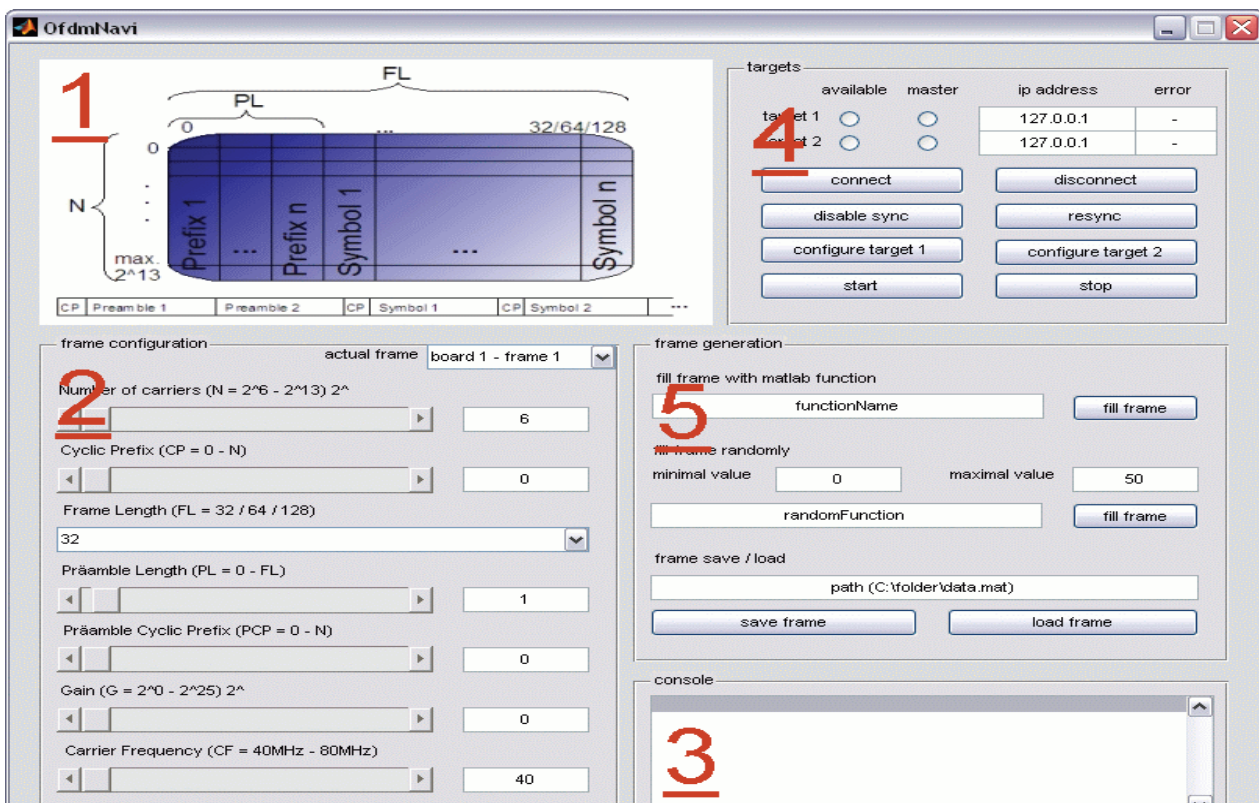 OfdmNavi
1
FL
PL
0 ... 32/64/128
0
N
max.
2^13
Prefix 1
...
Prefix n
Symbol 1
...
Symbol n
CP Preamble 1 Preamble 2 CP Symbol 1 CP Symbol 2 ...
targets
available master ip address error
target 1 127.0.0.1 -
2 127.0.0.1 -
4
connect disconnect
disable sync resync
configure target 1 configure target 2
start stop
frame configuration
actual frame board 1 - frame 1
Number of carriers (N = 2^6 - 2^13) 2^
2
6
Cyclic Prefix (CP = 0 - N)
0
Frame Length (FL = 32 / 64 / 128)
32
Präamble Length (PL = 0 - FL)
1
Präamble Cyclic Prefix (PCP = 0 - N)
0
Gain (G = 2^0 - 2^25) 2^
0
Carrier Frequency (CF = 40MHz - 80MHz)
40
frame generation
fill frame with matlab function
5
functionName fill frame
fill frame randomly
minimal value 0 maximal value 50
randomFunction fill frame
frame save / load
path (C:\folder\data.mat)
save frame load frame
console
3